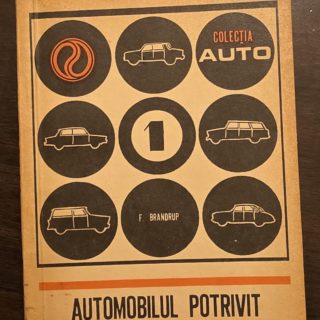 COLECȚIA
AUTO
1
F. BRANDRUP
AUTOMOBILUL POTRIVIT